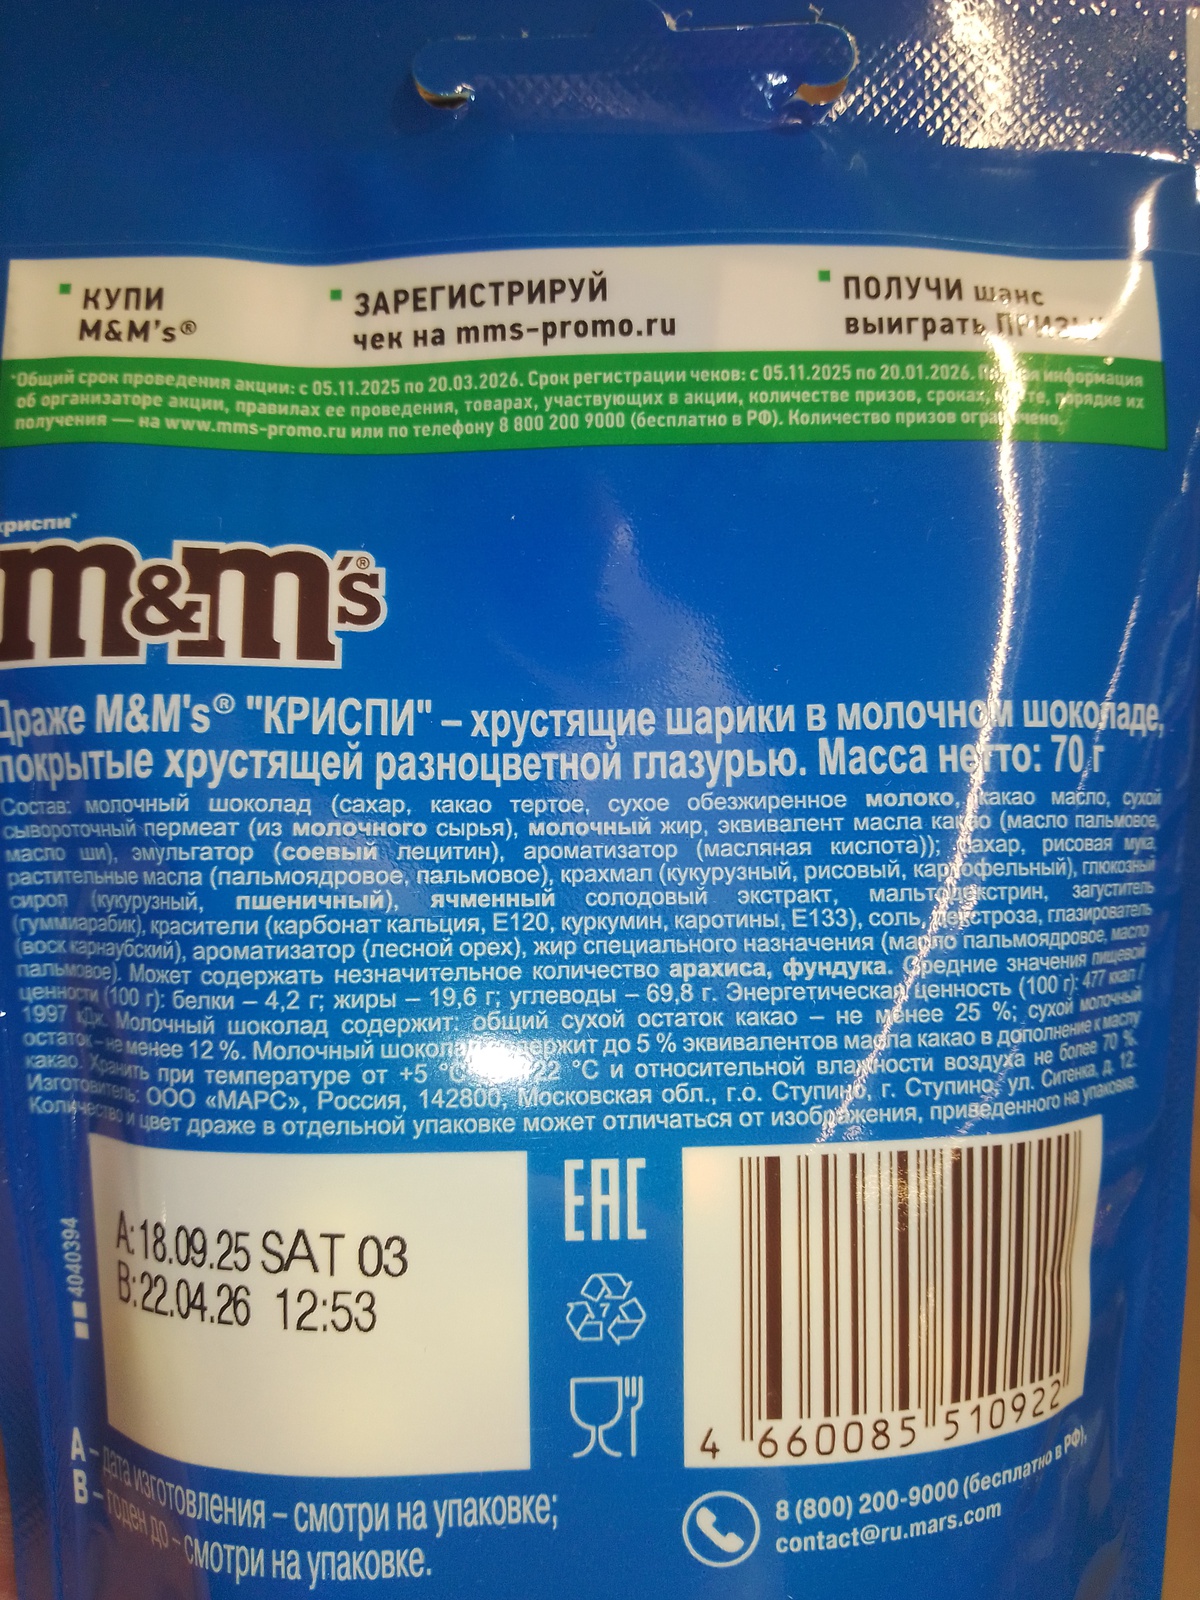 КУПИ
M&M's®
ЗАРЕГИСТРИРУЙ
чек на mms-promo.ru
ПОЛУЧИ шанс
выиграть ПРИЗЫ
*Общий срок проведения акции: с 05.11.2025 по 20.03.2026. Срок регистрации чеков: с 05.11.2025 по 20.01.2026. информация
об организаторе акции, правилах ее проведения, товарах, участвующих в акции, количестве призов, сроках, месте, порядке их
получения — на www.mms-promo.ru или по телефону 8 800 200 9000 (бесплатно в РФ). Количество призов ограничено.
криспи*
m&m's®
Драже M&M's® "КРИСПИ" – хрустящие шарики в молочном шоколаде,
покрытые хрустящей разноцветной глазурью. Масса нетто: 70 г
Состав: молочный шоколад (сахар, какао тертое, сухое обезжиренное молоко, какао масло, сухой
сывороточный пермеат (из молочного сырья), молочный жир, эквивалент масла какао (масло пальмовое,
масло ши), эмульгатор (соевый лецитин), ароматизатор (масляная кислота)); сахар, рисовая мука,
растительные масла (пальмоядровое, пальмовое), крахмал (кукурузный, рисовый, картофельный), глюкозный
сироп (кукурузный, пшеничный), ячменный солодовый экстракт, мальтодекстрин, загуститель
(гуммиарабик), красители (карбонат кальция, E120, куркумин, каротины, E133), соль, декстроза, глазирователь
(воск карнаубский), ароматизатор (лесной орех), жир специального назначения (масло пальмоядровое, масло
пальмовое). Может содержать незначительное количество арахиса, фундука. Средние значения пищевой
ценности (100 г): белки – 4,2 г; жиры – 19,6 г; углеводы – 69,8 г. Энергетическая ценность (100 г): 477 ккал /
1997 кДж. Молочный шоколад содержит: общий сухой остаток какао – не менее 25 %; сухой молочный
остаток – не менее 12 %. Молочный шоколад содержит до 5 % эквивалентов масла какао в дополнение к маслу
какао. Хранить при температуре от +5 °C 22 °C и относительной влажности воздуха не более 70 %.
Изготовитель: ООО «МАРС», Россия, 142800, Московская обл., г.о. Ступино, г. Ступино, ул. Ситенка, д. 12.
Количество и цвет драже в отдельной упаковке может отличаться от изображения, приведенного на упаковке.
4040394
A:18.09.25 SAT 03
B:22.04.26 12:53
EAC
7
4 660085 510922
A – дата изготовления – смотри на упаковке;
B – годен до – смотри на упаковке.
8 (800) 200-9000 (бесплатно в РФ),
contact@ru.mars.com